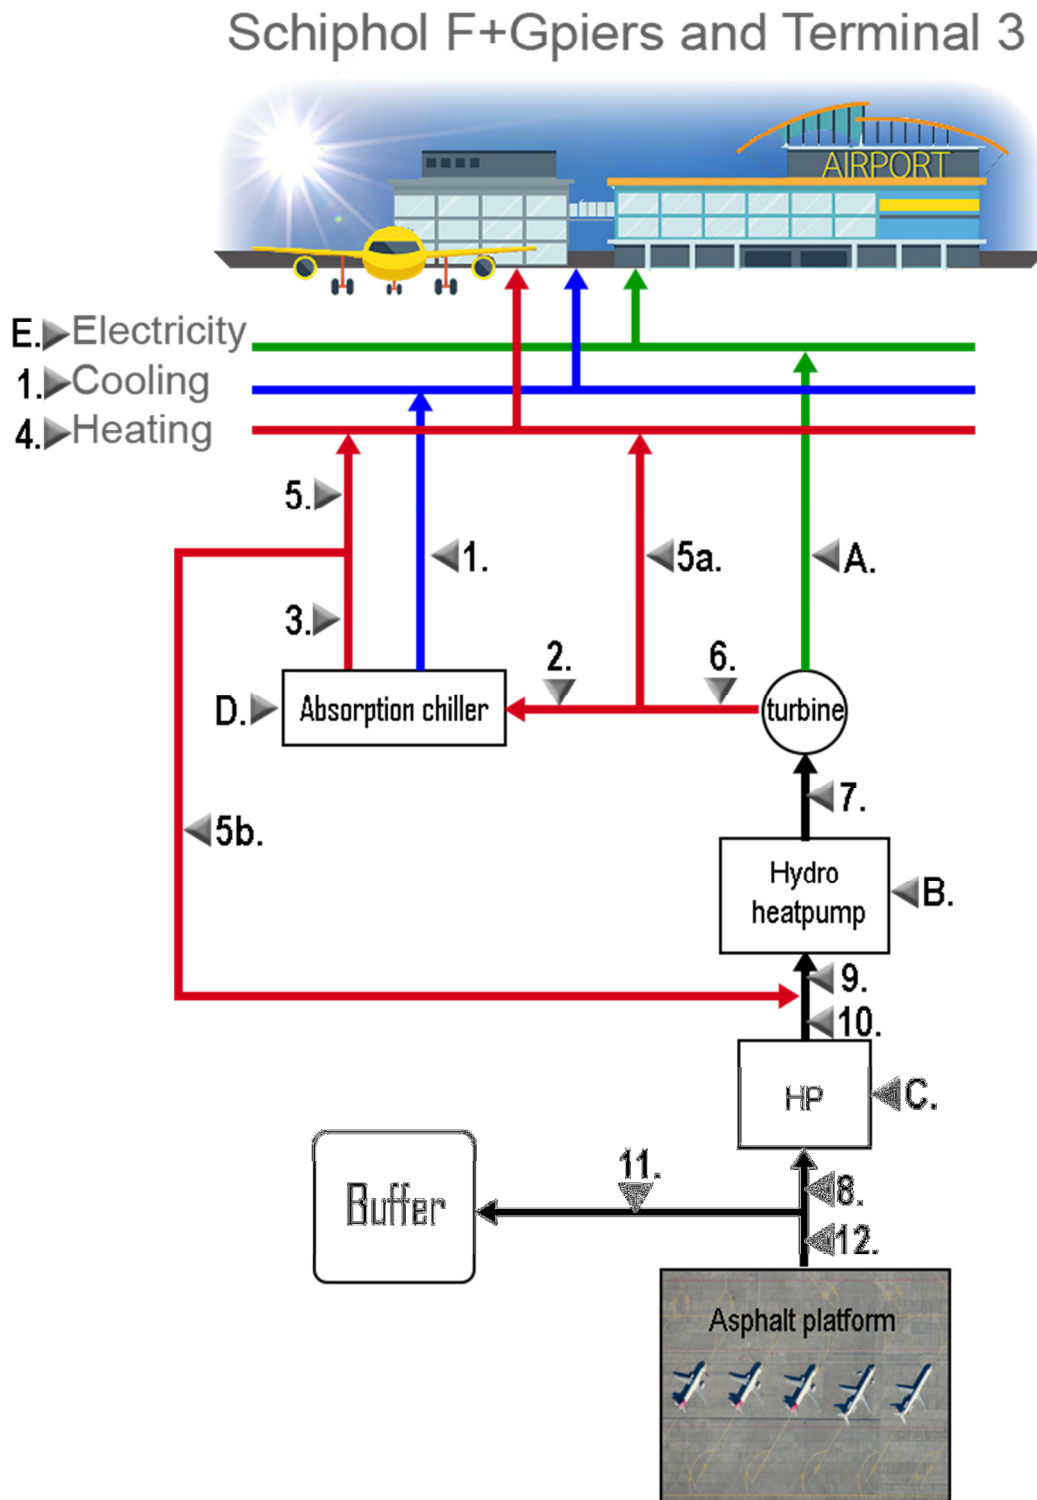 Schiphol F+Gpiers and Terminal 3
AIRPORT
E. Electricity
1. Cooling
4. Heating
5.
1.
5a.
A.
3.
2.
6.
D.
Absorption chiller
turbine
7.
5b.
Hydro
heatpump
B.
9.
10.
HP
C.
11.
8.
Buffer
12.
Asphalt platform